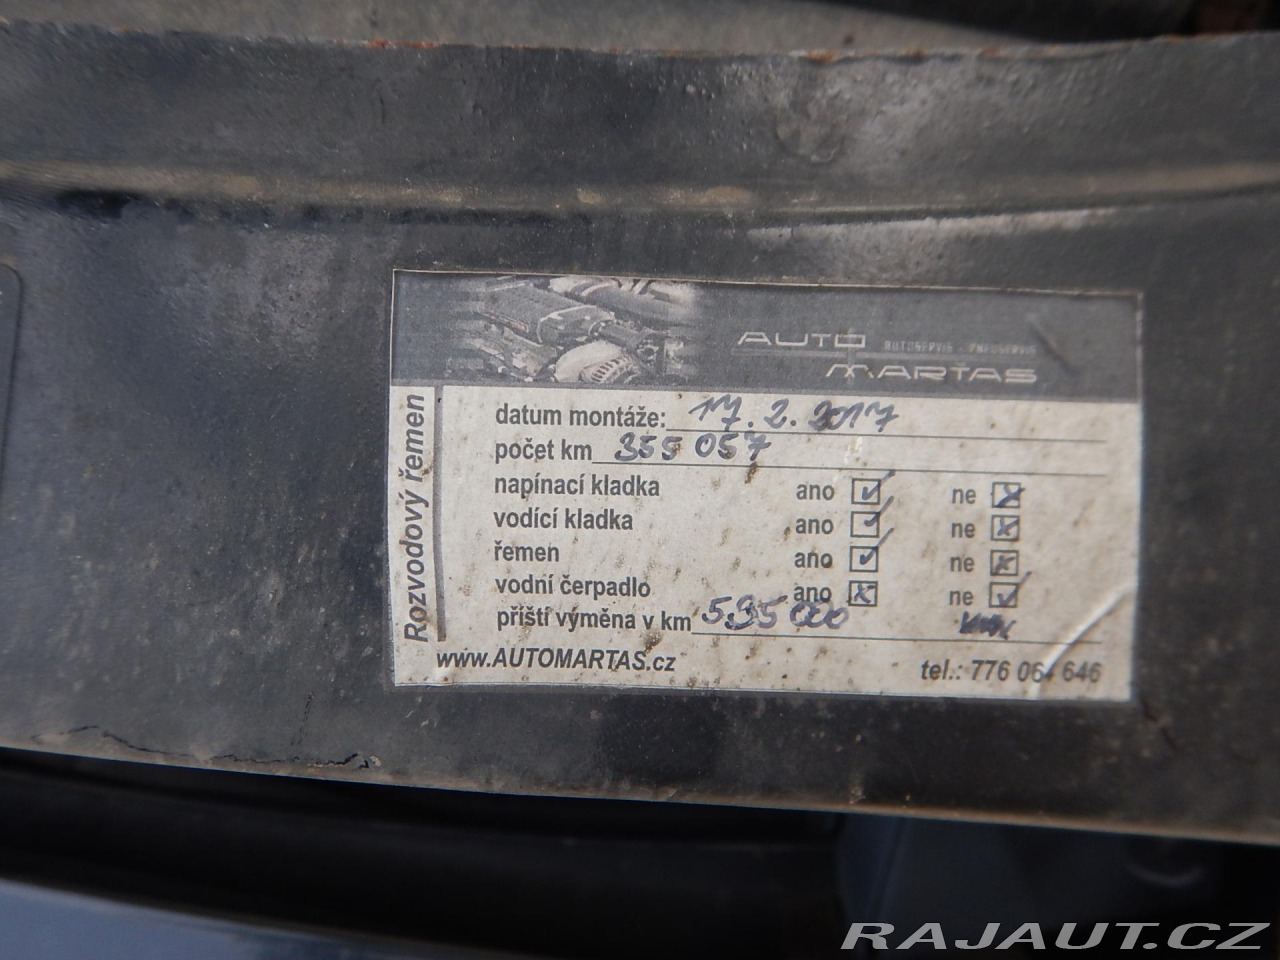 AUTO AUTOSERVIS - PNEUSERVIS
MARTAS
Rozvodový řemen
datum montáže: 17.2.2017
počet km 355 057
napínací kladka ano ne
vodící kladka ano ne
řemen ano ne
vodní čerpadlo ano ne
příští výměna v km 535 000
www.AUTOMARTAS.cz tel.: 776 064 646
RAJAUT.CZ